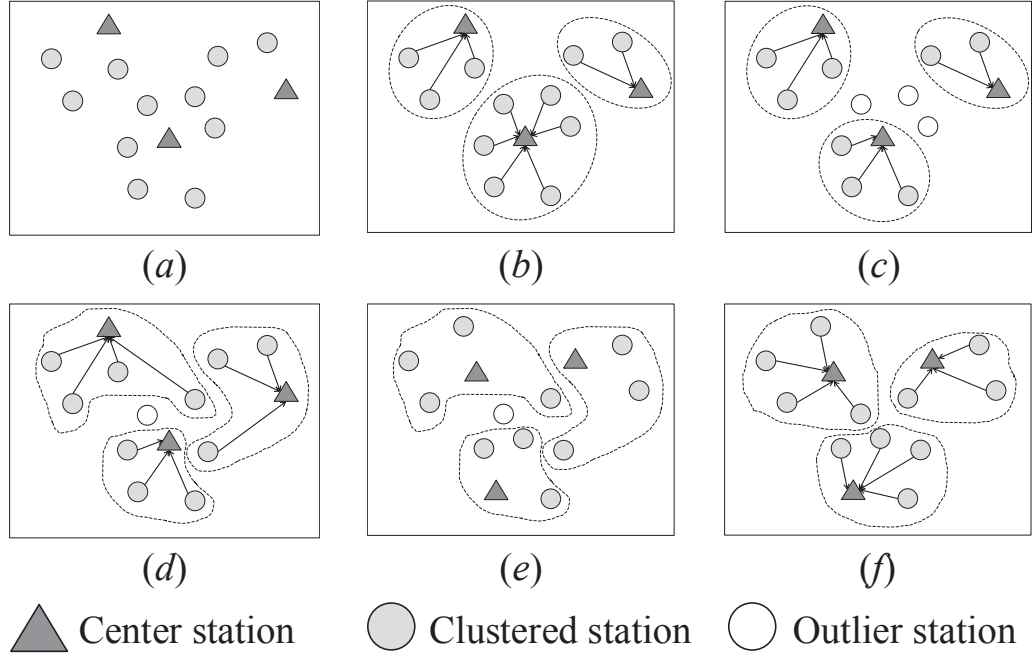 (a) (b) (c)
(d) (e) (f)
Center station Clustered station Outlier station